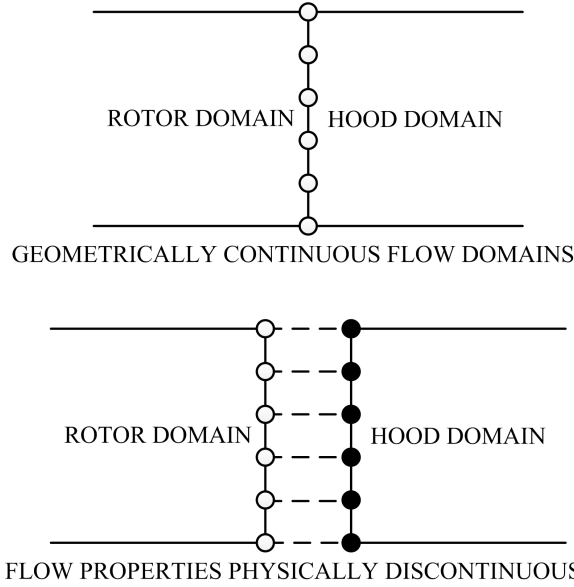 ROTOR DOMAIN
HOOD DOMAIN
GEOMETRICALLY CONTINUOUS FLOW DOMAINS
ROTOR DOMAIN
HOOD DOMAIN
FLOW PROPERTIES PHYSICALLY DISCONTINUOUS